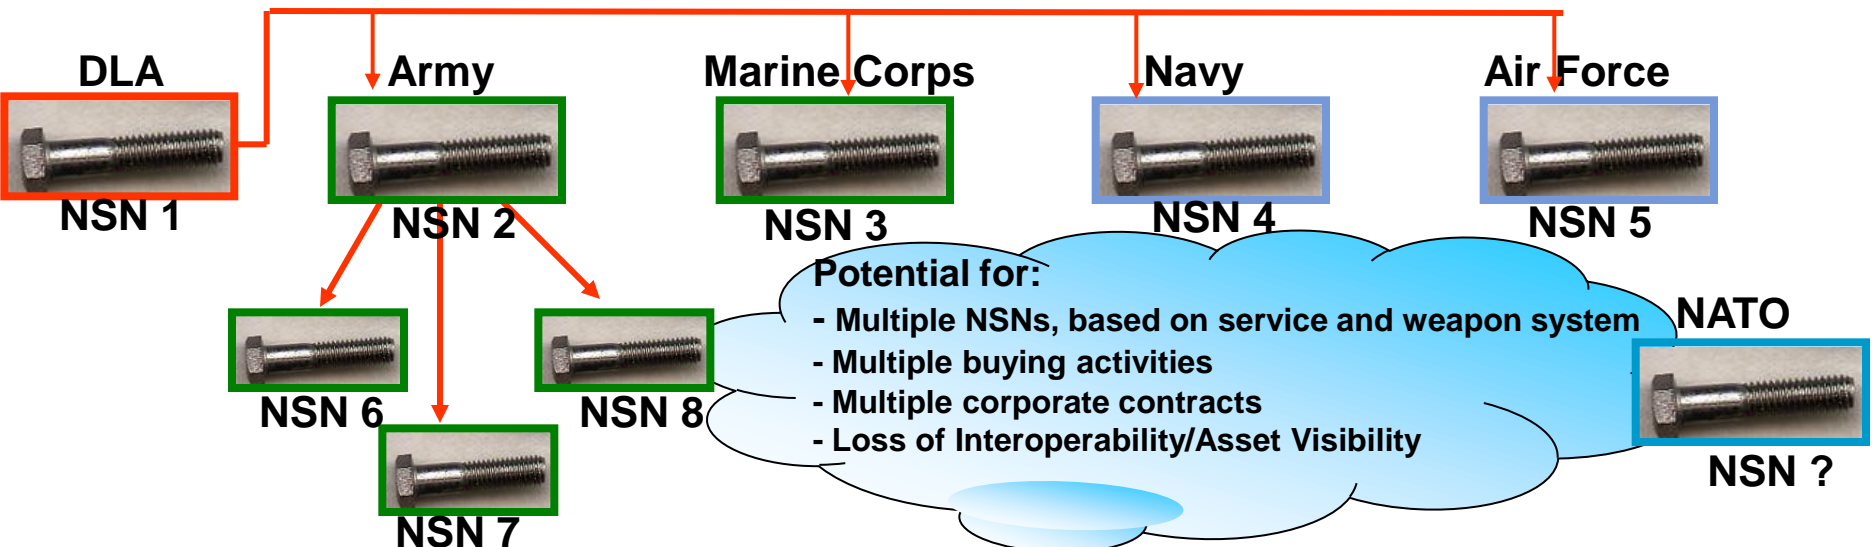 DLA
Army
Marine Corps
Navy
Air Force
NSN 1
NSN 2
NSN 3
NSN 4
NSN 5
Potential for:
- Multiple NSNs, based on service and weapon system
- Multiple buying activities
- Multiple corporate contracts
- Loss of Interoperability/Asset Visibility
NATO
NSN ?
NSN 6
NSN 8
NSN 7